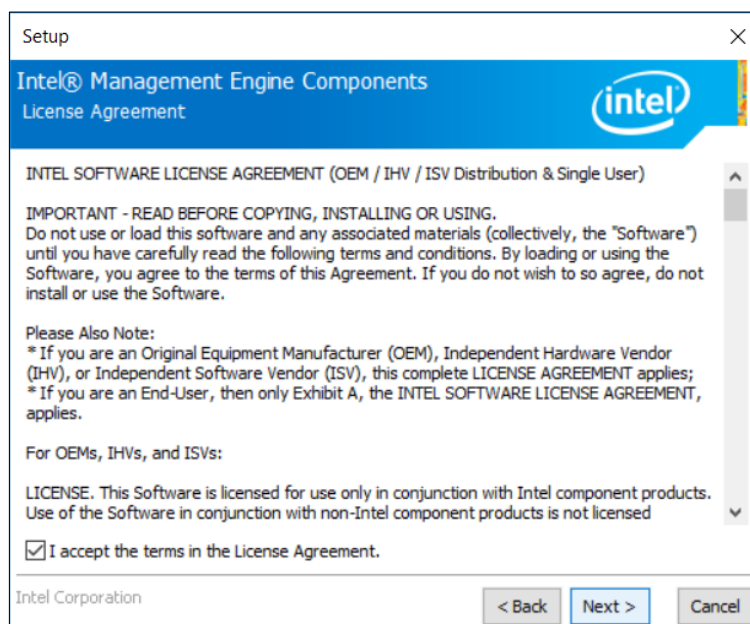 Setup
Intel® Management Engine Components
License Agreement
intel
INTEL SOFTWARE LICENSE AGREEMENT (OEM / IHV / ISV Distribution & Single User)
IMPORTANT - READ BEFORE COPYING, INSTALLING OR USING.
Do not use or load this software and any associated materials (collectively, the "Software")
until you have carefully read the following terms and conditions. By loading or using the
Software, you agree to the terms of this Agreement. If you do not wish to so agree, do not
install or use the Software.
Please Also Note:
* If you are an Original Equipment Manufacturer (OEM), Independent Hardware Vendor
(IHV), or Independent Software Vendor (ISV), this complete LICENSE AGREEMENT applies;
* If you are an End-User, then only Exhibit A, the INTEL SOFTWARE LICENSE AGREEMENT,
applies.
For OEMs, IHVs, and ISVs:
LICENSE. This Software is licensed for use only in conjunction with Intel component products.
Use of the Software in conjunction with non-Intel component products is not licensed
I accept the terms in the License Agreement.
Intel Corporation
< Back Next > Cancel